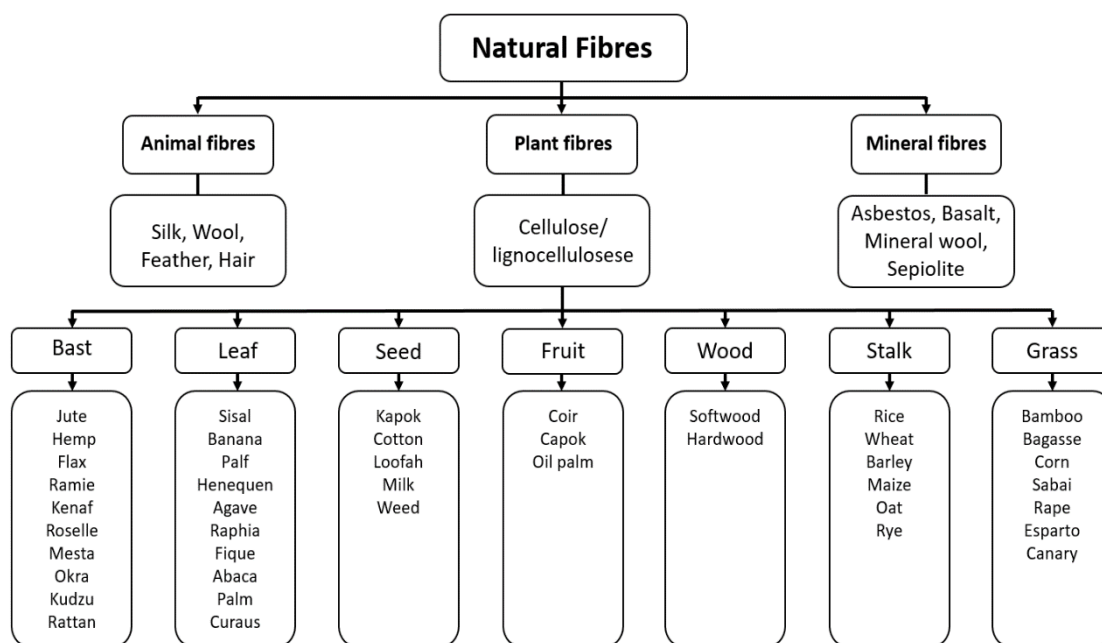 Natural Fibres
Animal fibres
Plant fibres
Mineral fibres
Silk, Wool,
Feather, Hair
Cellulose/
lignocellulosese
Asbestos, Basalt,
Mineral wool,
Sepiolite
Bast
Leaf
Seed
Fruit
Wood
Stalk
Grass
Jute
Hemp
Flax
Ramie
Kenaf
Roselle
Mesta
Okra
Kudzu
Rattan
Sisal
Banana
Palf
Henequen
Agave
Raphia
Fique
Abaca
Palm
Curaus
Kapok
Cotton
Loofah
Milk
Weed
Coir
Capok
Oil palm
Softwood
Hardwood
Rice
Wheat
Barley
Maize
Oat
Rye
Bamboo
Bagasse
Corn
Sabai
Rape
Esparto
Canary